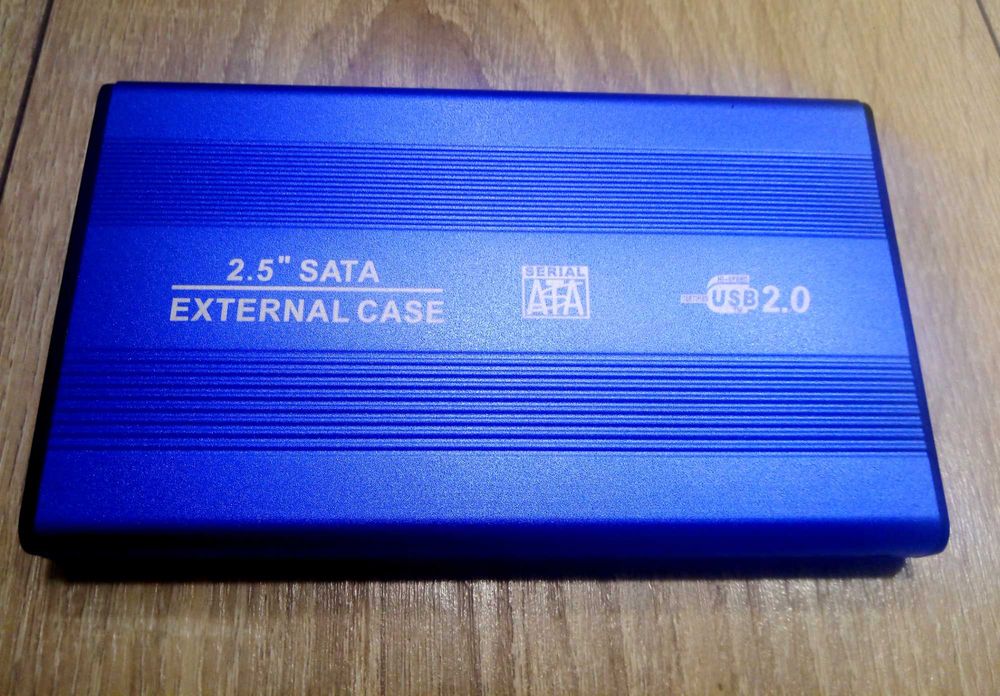 2.5" SATA
EXTERNAL CASE
SERIAL
ATA
USB 2.0